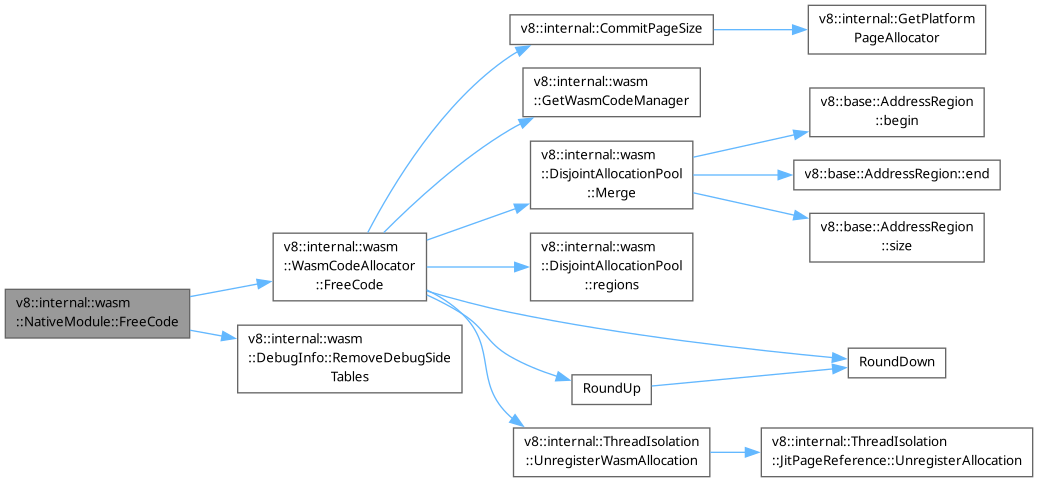 v8::internal::CommitPageSize
v8::internal::GetPlatform
PageAllocator
v8::internal::wasm
::GetWasmCodeManager
v8::base::AddressRegion
::begin
v8::internal::wasm
::DisjointAllocationPool
::Merge
v8::base::AddressRegion::end
v8::base::AddressRegion
::size
v8::internal::wasm
::WasmCodeAllocator
::FreeCode
v8::internal::wasm
::DisjointAllocationPool
::regions
v8::internal::wasm
::NativeModule::FreeCode
v8::internal::wasm
::DebugInfo::RemoveDebugSide
Tables
RoundDown
RoundUp
v8::internal::ThreadIsolation
::UnregisterWasmAllocation
v8::internal::ThreadIsolation
::JitPageReference::UnregisterAllocation